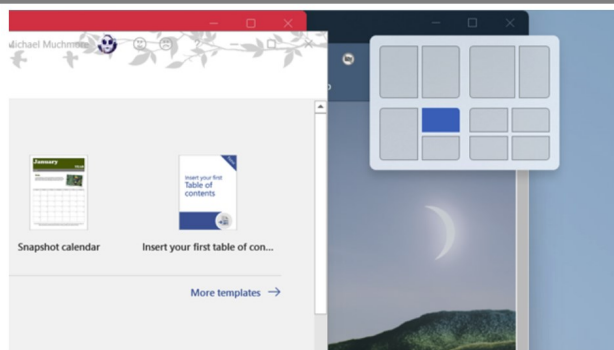 Michael Muchmore
January
Insert your first
Table of
contents
Snapshot calendar
Insert your first table of con...
More templates →